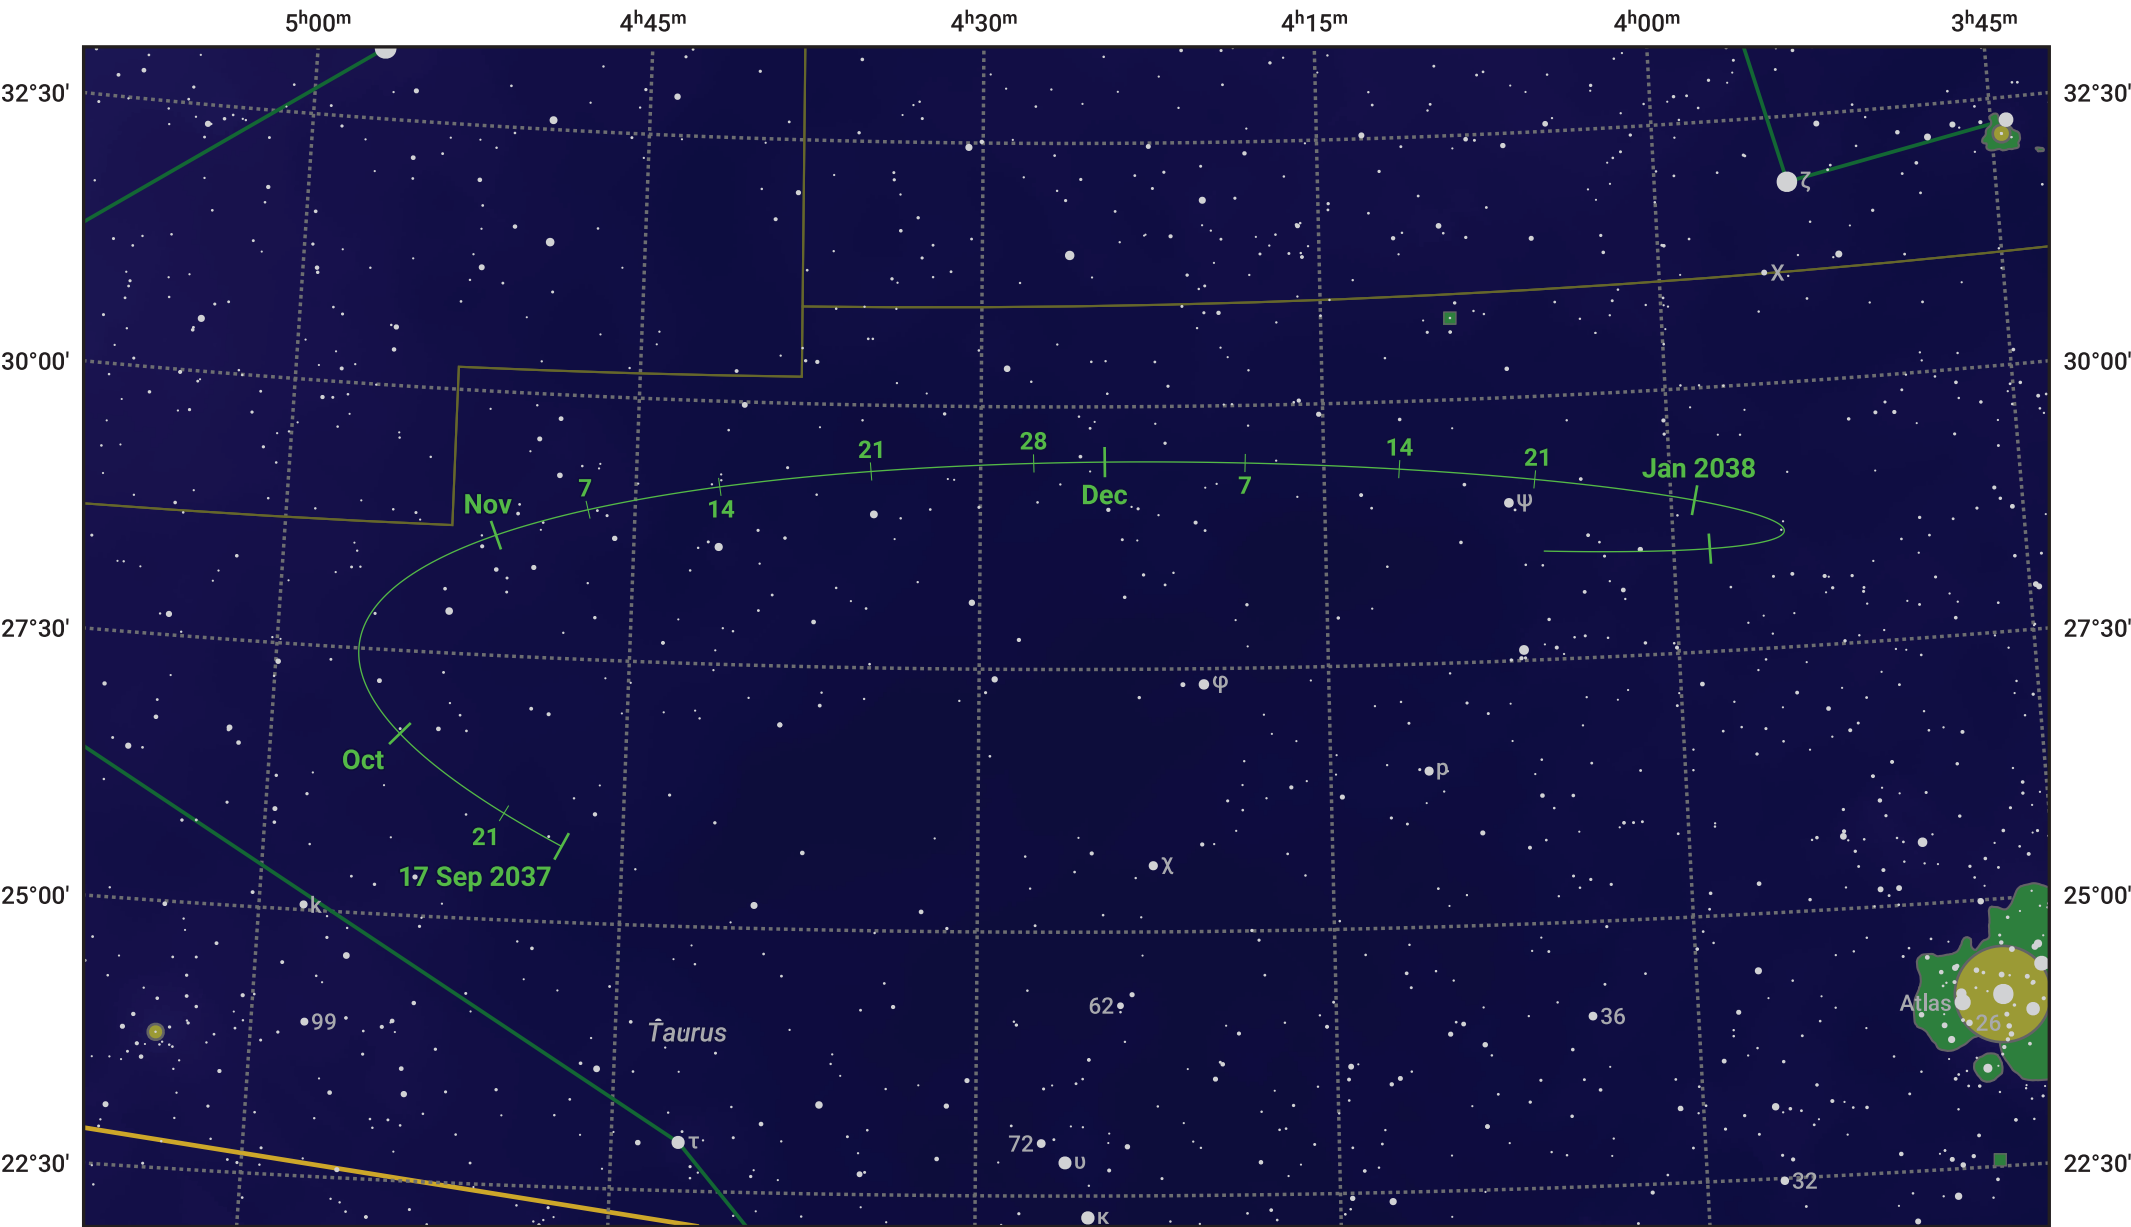 5ʰ00ᵐ 4ʰ45ᵐ 4ʰ30ᵐ 4ʰ15ᵐ 4ʰ00ᵐ 3ʰ45ᵐ
32°30' 32°30'
ζ
χ
30°00' 30°00'
21 28 14 21
Jan 2038
7 Dec 7
Nov 14 ψ
27°30' 27°30'
φ
Oct p
21
17 Sep 2037 χ
25°00' 25°00'
k
99 62 36 Atlas 26
Taurus
τ 72 υ
22°30' 22°30'
32
κ